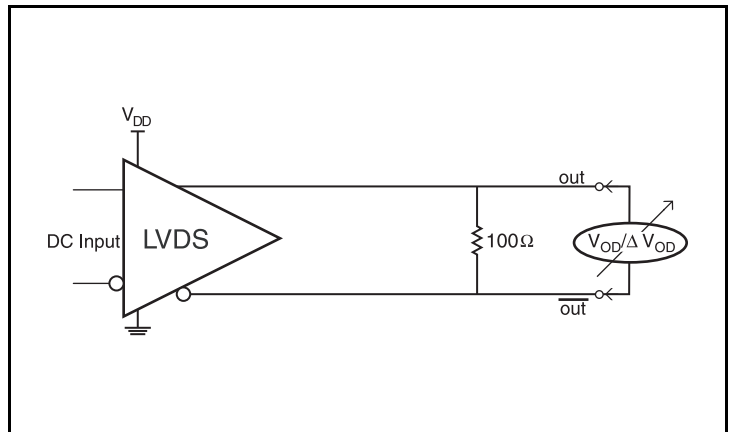 VDD
out
DC Input
LVDS
100Ω
VOD/Δ VOD
out